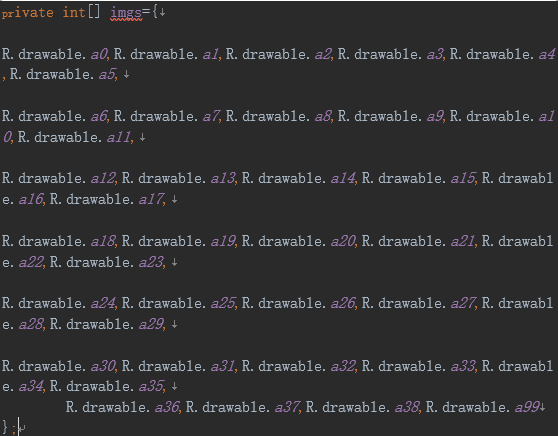 private int[] imgs={↓
R.drawable.a0,R.drawable.a1,R.drawable.a2,R.drawable.a3,R.drawable.a4
,R.drawable.a5,↓
R.drawable.a6,R.drawable.a7,R.drawable.a8,R.drawable.a9,R.drawable.a1
0,R.drawable.a11,↓
R.drawable.a12,R.drawable.a13,R.drawable.a14,R.drawable.a15,R.drawabl
e.a16,R.drawable.a17,↓
R.drawable.a18,R.drawable.a19,R.drawable.a20,R.drawable.a21,R.drawabl
e.a22,R.drawable.a23,↓
R.drawable.a24,R.drawable.a25,R.drawable.a26,R.drawable.a27,R.drawabl
e.a28,R.drawable.a29,↓
R.drawable.a30,R.drawable.a31,R.drawable.a32,R.drawable.a33,R.drawabl
e.a34,R.drawable.a35,↓
R.drawable.a36,R.drawable.a37,R.drawable.a38,R.drawable.a99↓
};↵